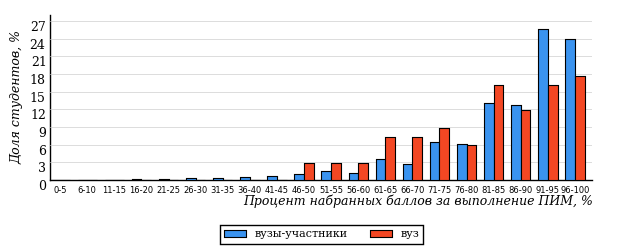 Доля студентов, %
27
24
21
18
15
12
9
6
3
0
0-5 6-10 11-15 16-20 21-25 26-30 31-35 36-40 41-45 46-50 51-55 56-60 61-65 66-70 71-75 76-80 81-85 86-90 91-95 96-100
Процент набранных баллов за выполнение ПИМ, %
вузы-участники вуз